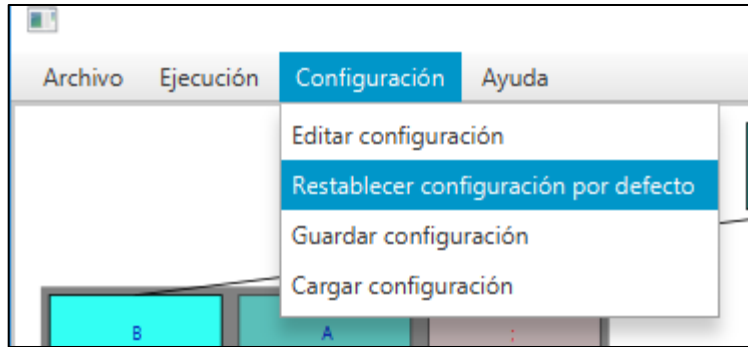 Archivo Ejecución Configuración Ayuda
Editar configuración
Restablecer configuración por defecto
Guardar configuración
Cargar configuración
B A :